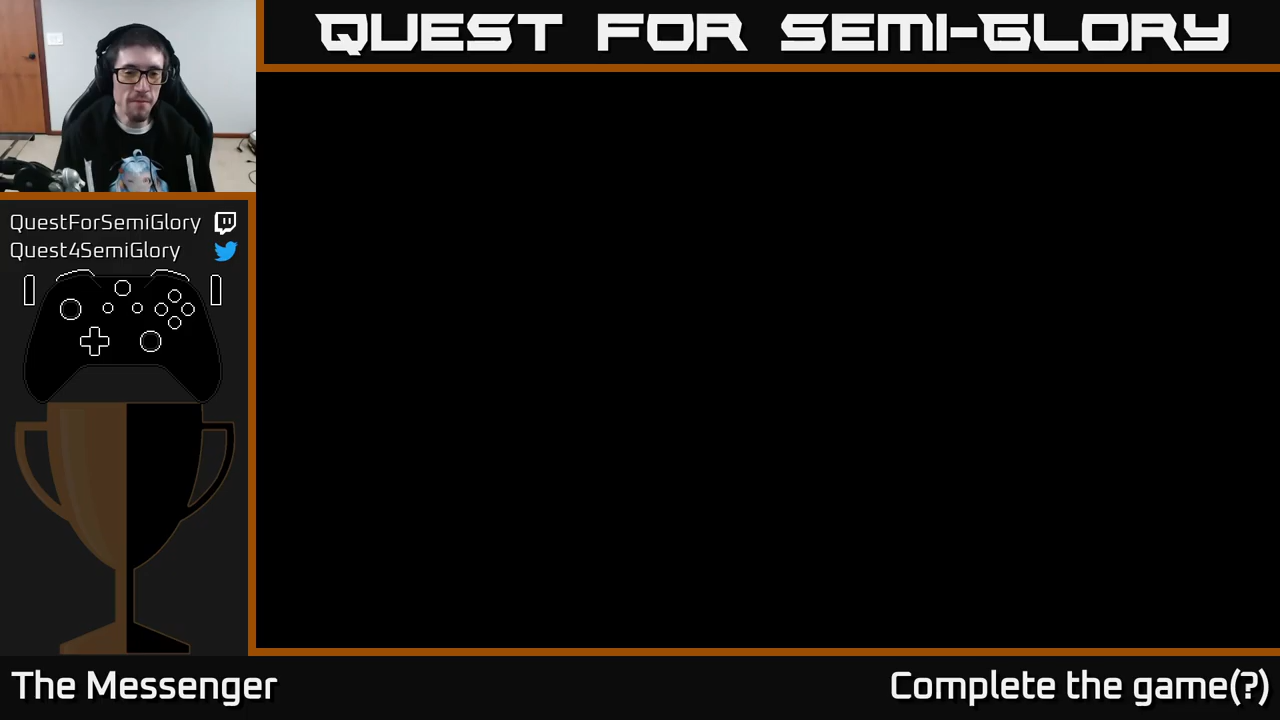 QUEST FOR SEMI-GLORY
QuestForSemiGlory
Quest4SemiGlory
The Messenger
Complete the game(?)